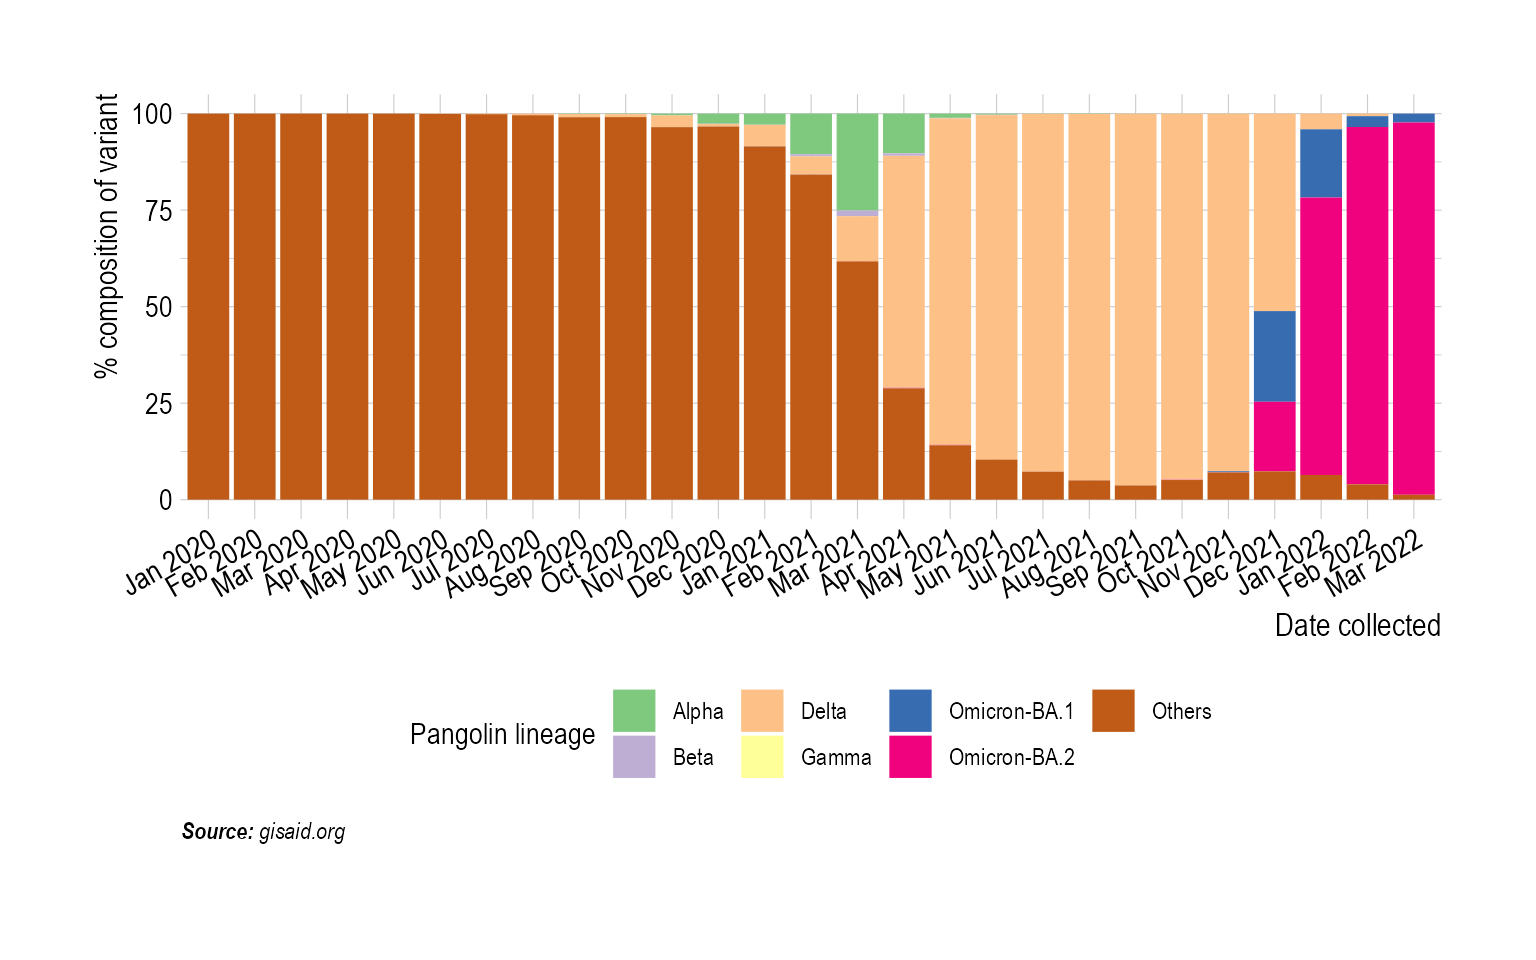 % composition of variant
100
75
50
25
0
Jan 2020
Feb 2020
Mar 2020
Apr 2020
May 2020
Jun 2020
Jul 2020
Aug 2020
Sep 2020
Oct 2020
Nov 2020
Dec 2020
Jan 2021
Feb 2021
Mar 2021
Apr 2021
May 2021
Jun 2021
Jul 2021
Aug 2021
Sep 2021
Oct 2021
Nov 2021
Dec 2021
Jan 2022
Feb 2022
Mar 2022
Date collected
Pangolin lineage
Alpha
Delta
Omicron-BA.1
Others
Beta
Gamma
Omicron-BA.2
Source: gisaid.org